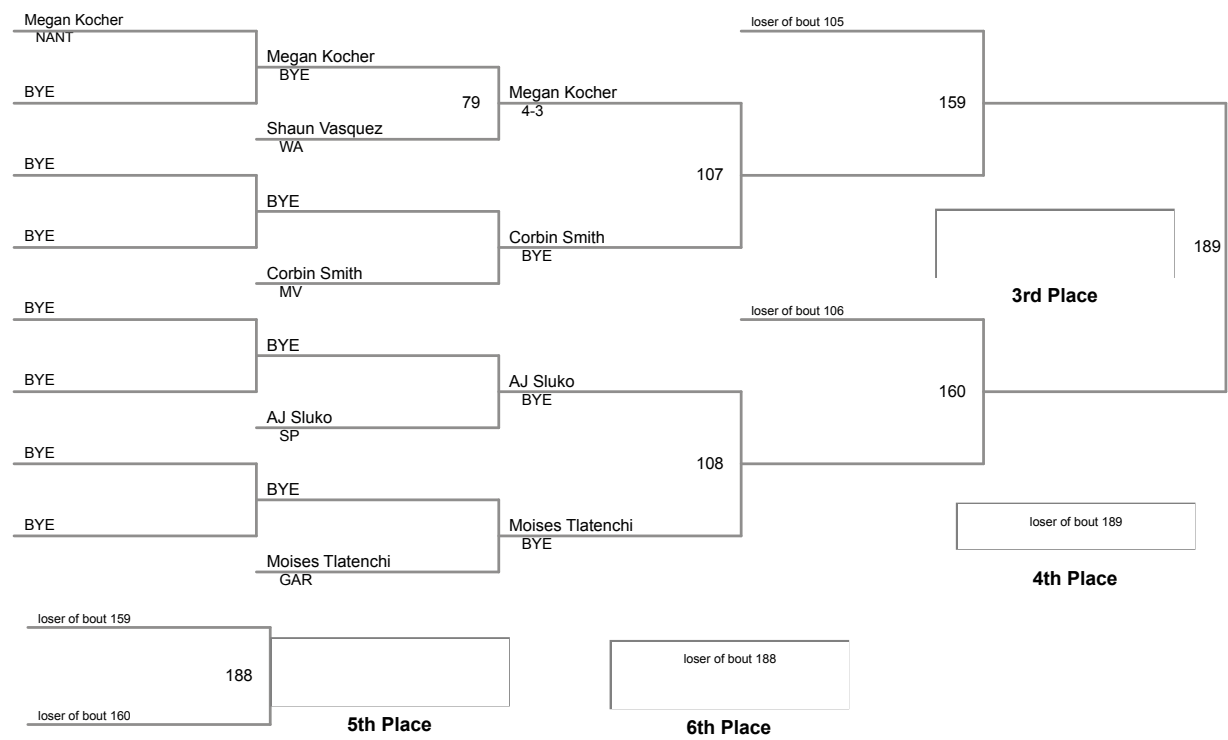 Megan Kocher
NANT
BYE
BYE
BYE
BYE
BYE
BYE
BYE
Megan Kocher
BYE
Shaun Vasquez
WA
BYE
Corbin Smith
MV
BYE
AJ Sluko
SP
BYE
Moises Tlatenchi
GAR
79
Megan Kocher
4-3
Corbin Smith
BYE
AJ Sluko
BYE
Moises Tlatenchi
BYE
107
108
loser of bout 105
159
loser of bout 106
160
189
3rd Place
loser of bout 189
4th Place
loser of bout 159
188
loser of bout 160
5th Place
loser of bout 188
6th Place